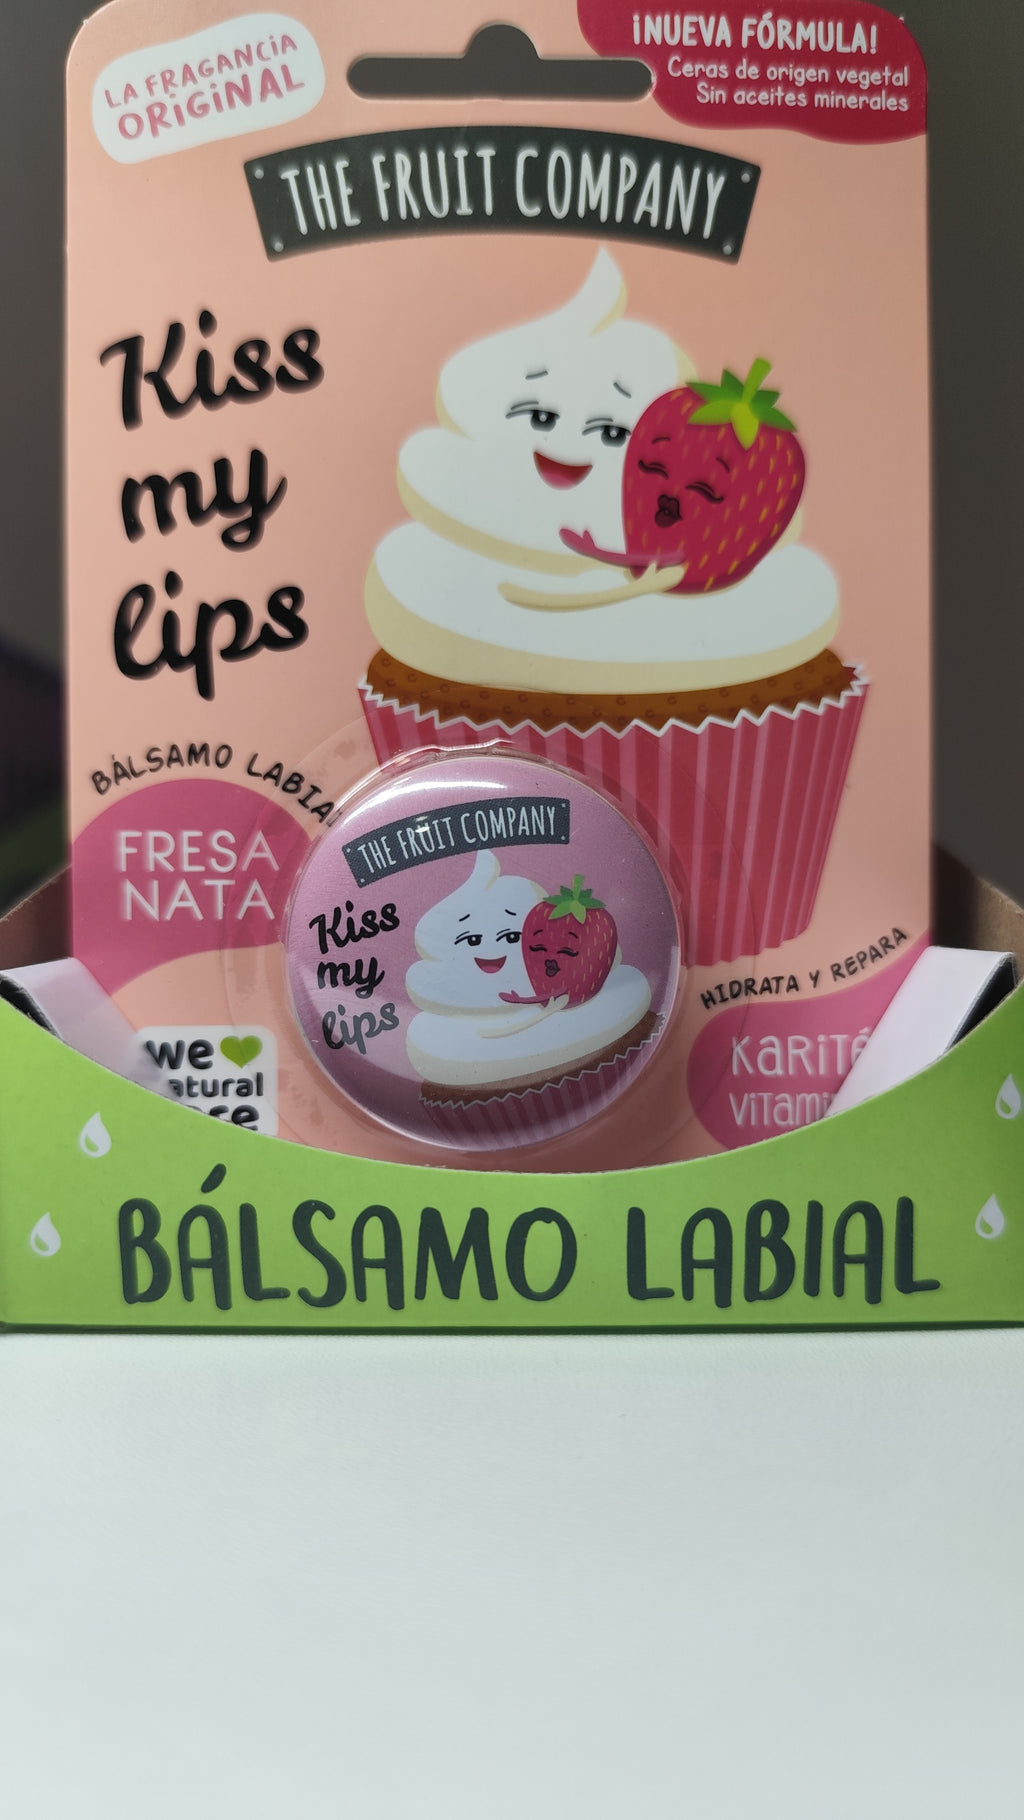 LA FRAGANCIA
ORIGINAL
¡NUEVA FÓRMULA!
Ceras de origen vegetal
Sin aceites minerales
THE FRUIT COMPANY
Kiss
my
lips
BÁLSAMO LABIAL
FRESA
NATA
THE FRUIT COMPANY
Kiss
my
lips
HIDRATA Y REPARA
KARITÉ
we
BÁLSAMO LABIAL